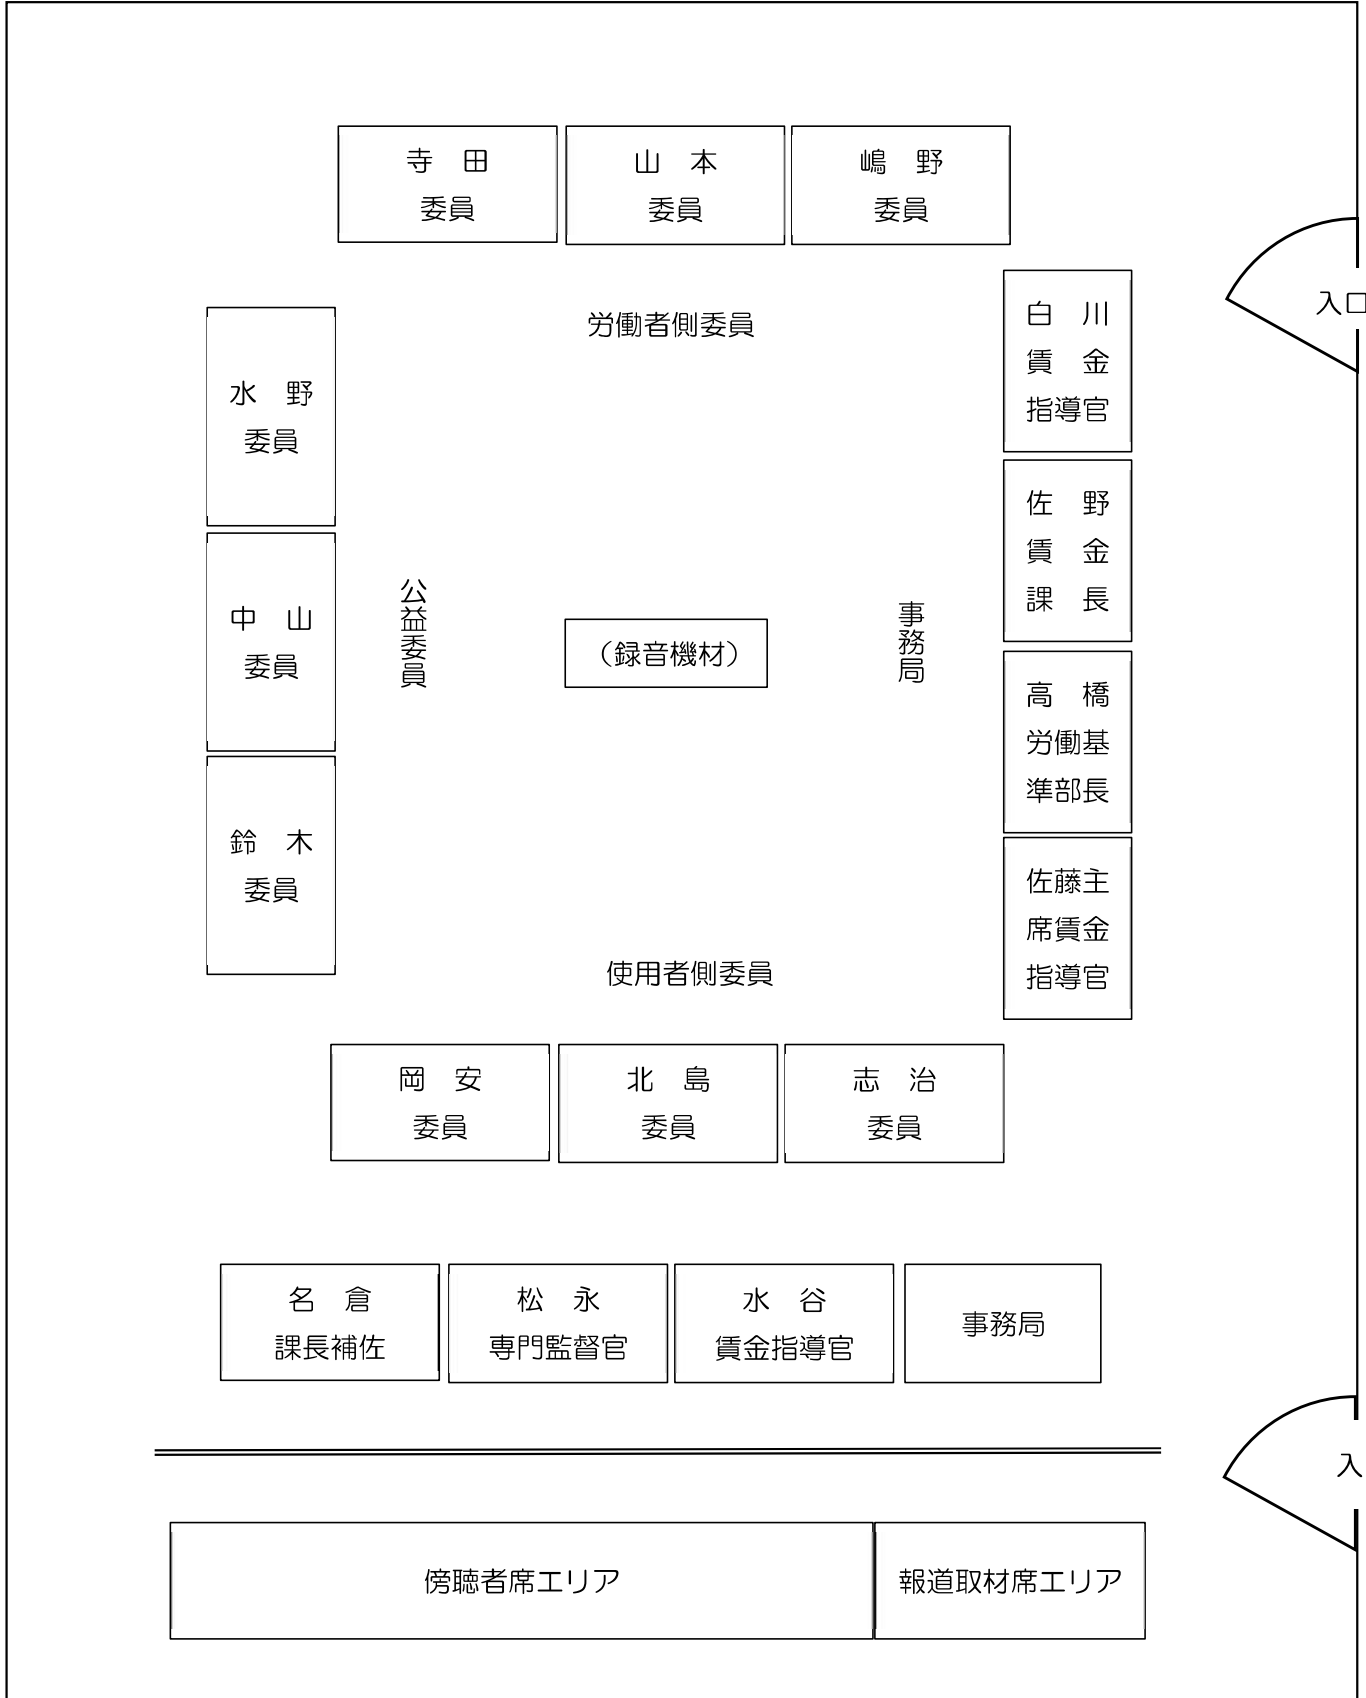 寺　田
委員
山　本
委員
嶋　野
委員
労働者側委員
入口
白　川
賃　金
指導官
水　野
委員
佐　野
賃　金
課　長
中　山
委員
公益委員
（録音機材）
事務局
高　橋
労働基
準部長
鈴　木
委員
佐藤主
席賃金
指導官
使用者側委員
岡　安
委員
北　島
委員
志　治
委員
名　倉
課長補佐
松　永
専門監督官
水　谷
賃金指導官
事務局
入
傍聴者席エリア
報道取材席エリア